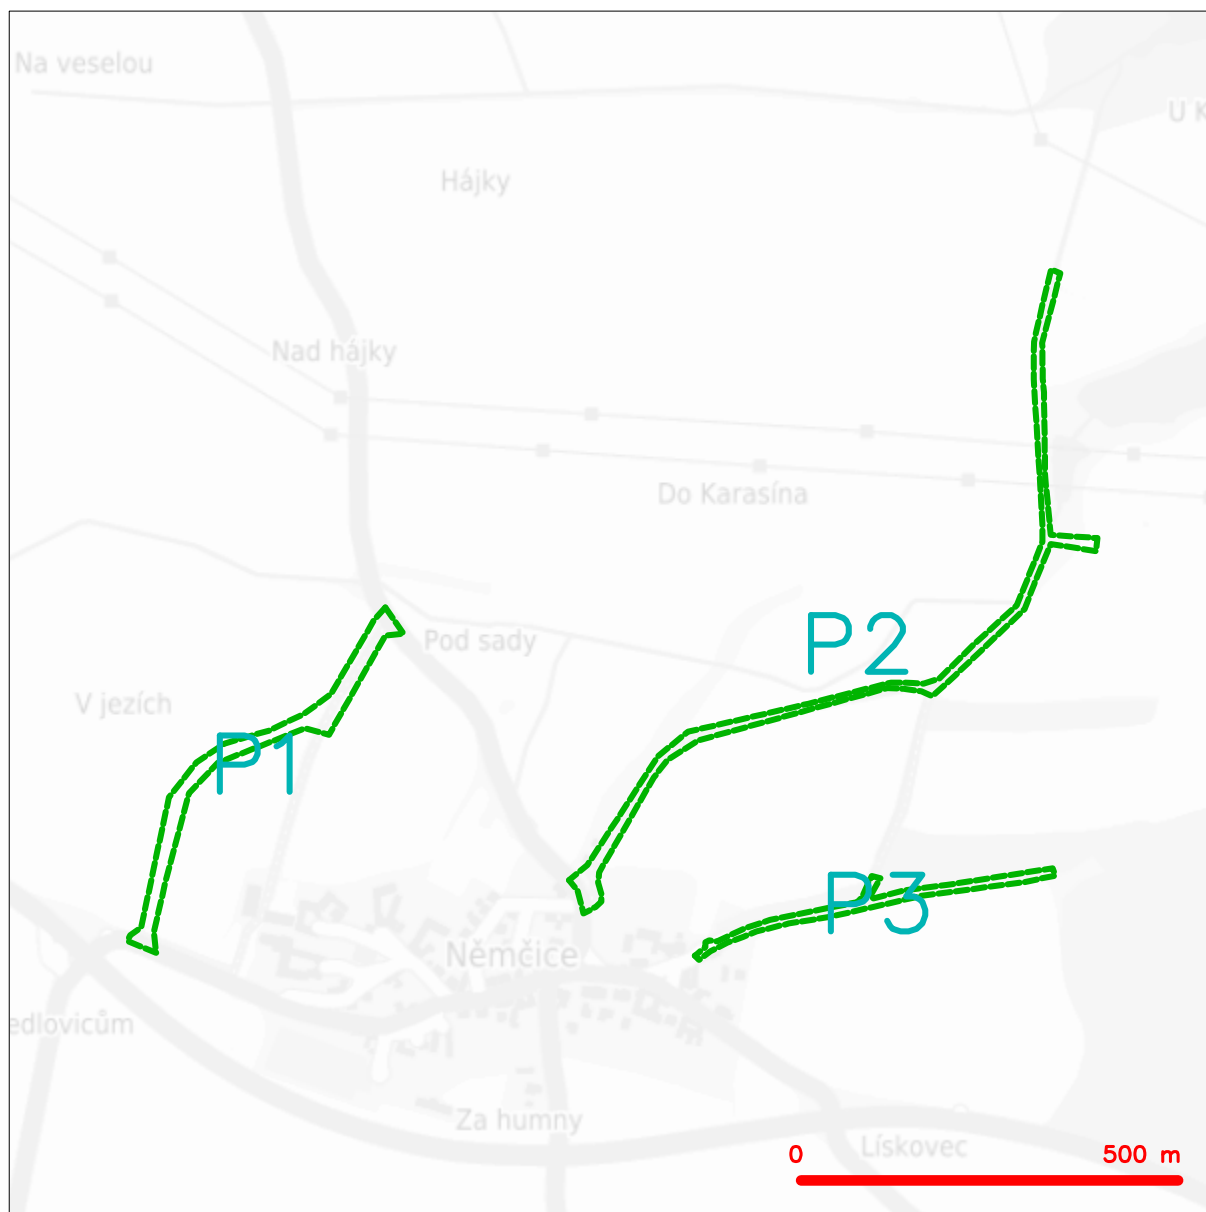 Na veselou
U K
Hájky
Nad hájky
Do Karasína
P2
Pod sady
V jezích
P1
P3
Němčice
edlovicům
Za humny
Lískovec
0 500 m